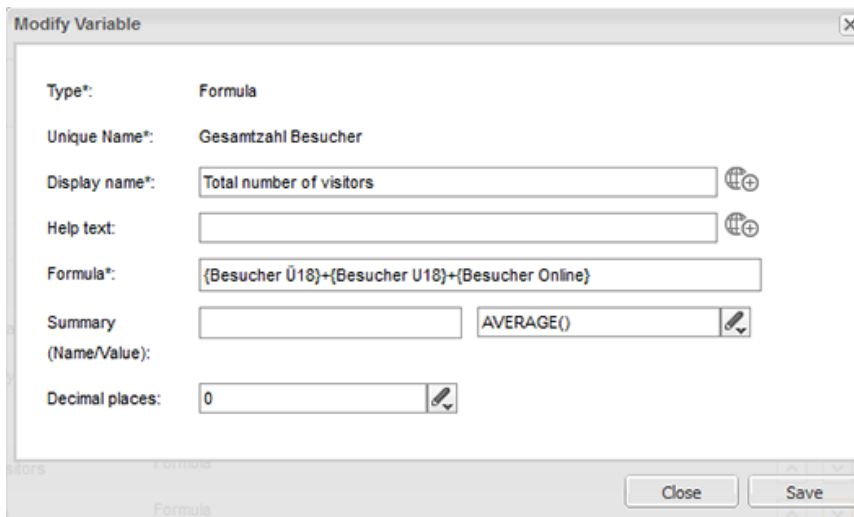 Modify Variable
Type*: Formula
Unique Name*: Gesamtzahl Besucher
Display name*: Total number of visitors
Help text:
Formula*: {Besucher Ü18}+{Besucher U18}+{Besucher Online}
Summary AVERAGE()
(Name/Value):
Decimal places: 0
sitors Formula
Close Save
Formula